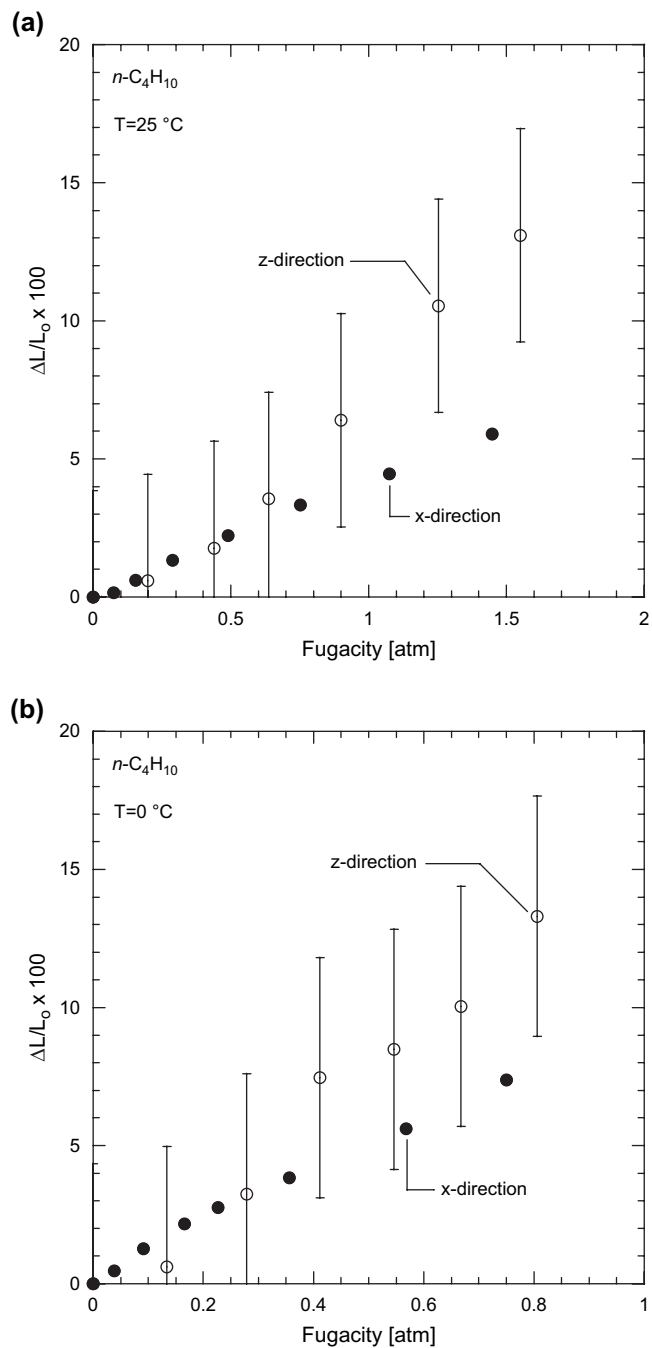 (a)
20
n-C₄H₁₀
T=25 °C
15
z-direction
ΔL/Lₒ x 100
10
5
x-direction
0
0 0.5 1 1.5 2
Fugacity [atm]
(b)
20
n-C₄H₁₀
T=0 °C
15
z-direction
ΔL/Lₒ x 100
10
5
x-direction
0
0 0.2 0.4 0.6 0.8 1
Fugacity [atm]